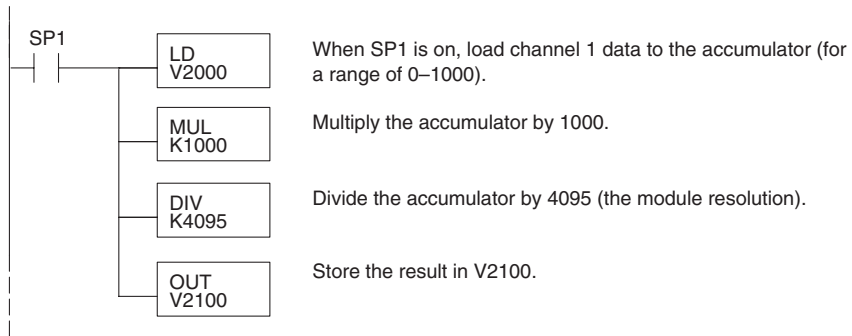 SP1
LD
V2000
When SP1 is on, load channel 1 data to the accumulator (for
a range of 0–1000).
MUL
K1000
Multiply the accumulator by 1000.
DIV
K4095
Divide the accumulator by 4095 (the module resolution).
OUT
V2100
Store the result in V2100.